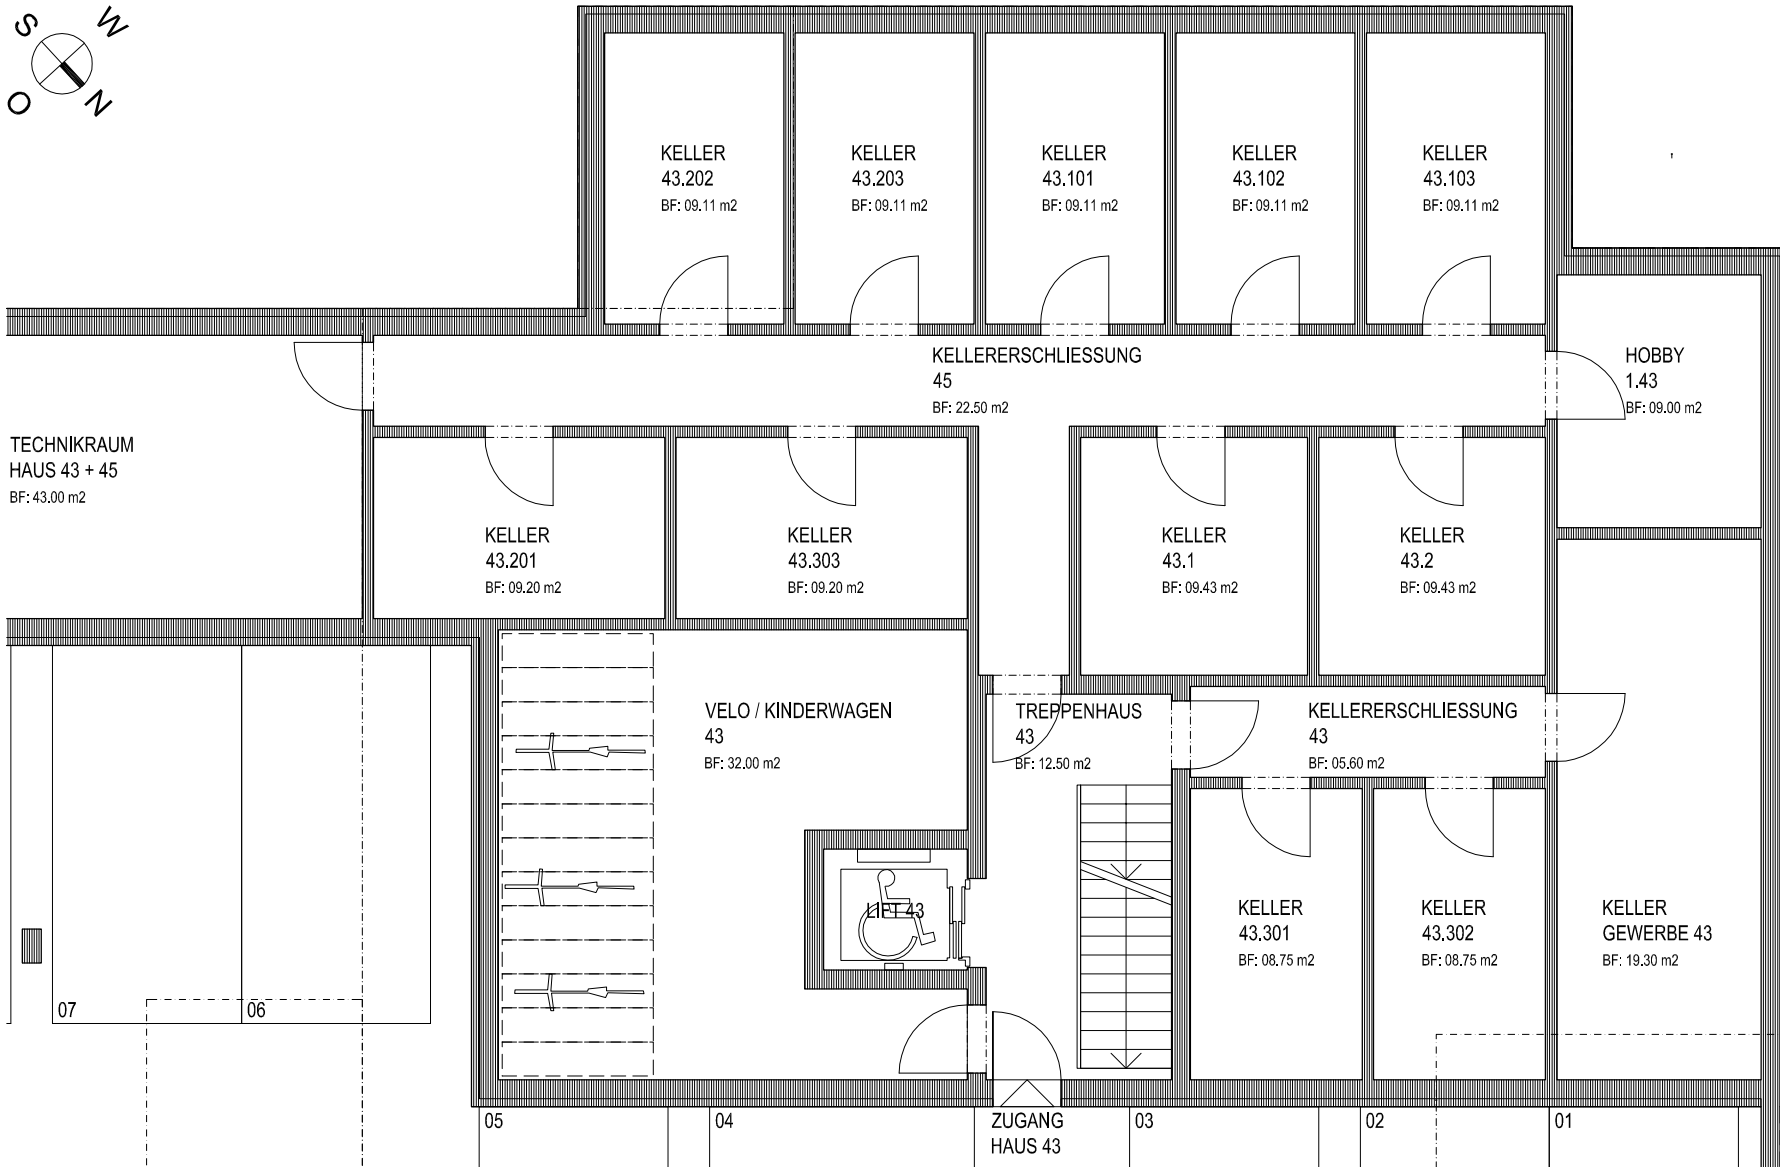 S
W
O
N
KELLER
43.202
BF: 09.11 m2
KELLER
43.203
BF: 09.11 m2
KELLER
43.101
BF: 09.11 m2
KELLER
43.102
BF: 09.11 m2
KELLER
43.103
BF: 09.11 m2
KELLERERSCHLIESSUNG
45
BF: 22.50 m2
HOBBY
1.43
BF: 09.00 m2
TECHNIKRAUM
HAUS 43 + 45
BF: 43.00 m2
KELLER
43.201
BF: 09.20 m2
KELLER
43.303
BF: 09.20 m2
KELLER
43.1
BF: 09.43 m2
KELLER
43.2
BF: 09.43 m2
VELO / KINDERWAGEN
43
BF: 32.00 m2
TREPPENHAUS
43
BF: 12.50 m2
KELLERERSCHLIESSUNG
43
BF: 05.60 m2
LIFT 43
KELLER
43.301
BF: 08.75 m2
KELLER
43.302
BF: 08.75 m2
KELLER
GEWERBE 43
BF: 19.30 m2
07
06
05
04
ZUGANG
HAUS 43
03
02
01